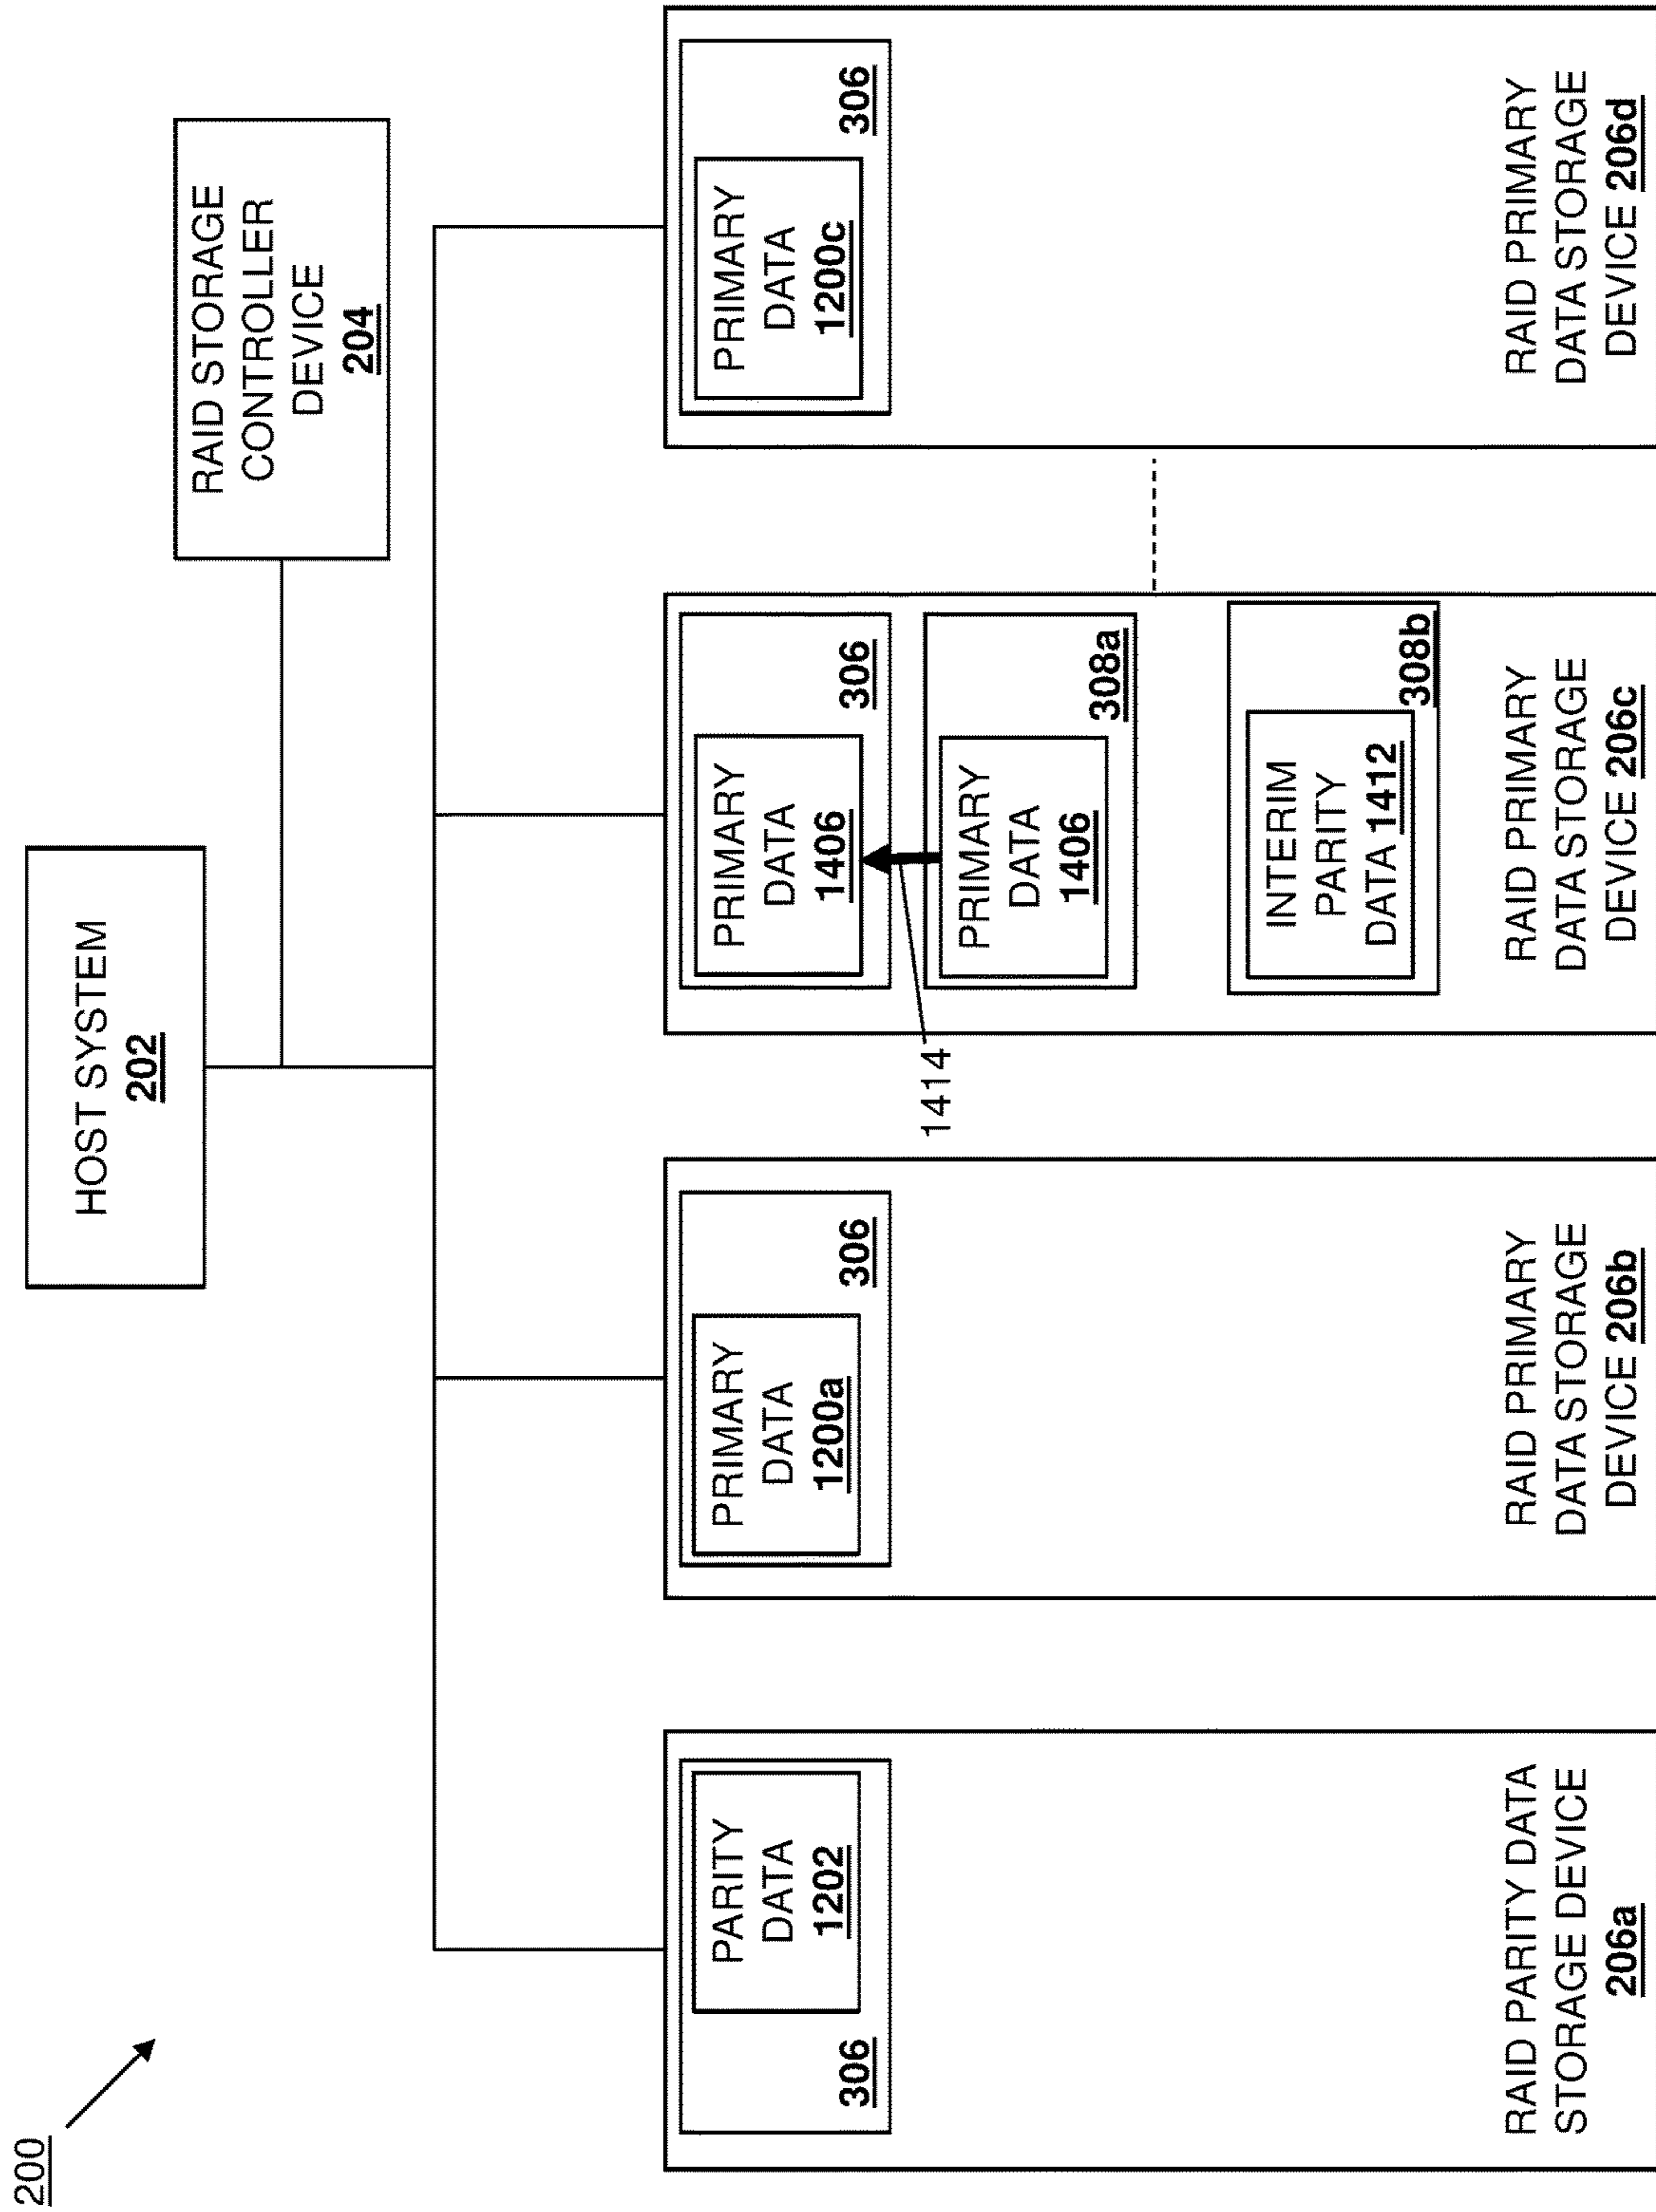 200
HOST SYSTEM
202
RAID STORAGE
CONTROLLER
DEVICE
204
306
PARITY
DATA
1202
RAID PARITY DATA
STORAGE DEVICE
206a
PRIMARY
DATA
1200a
306
RAID PRIMARY
DATA STORAGE
DEVICE 206b
PRIMARY
DATA
1406
306
1414
PRIMARY
DATA
1406
308a
INTERIM
PARITY
DATA 1412
308b
RAID PRIMARY
DATA STORAGE
DEVICE 206c
PRIMARY
DATA
1200c
306
RAID PRIMARY
DATA STORAGE
DEVICE 206d